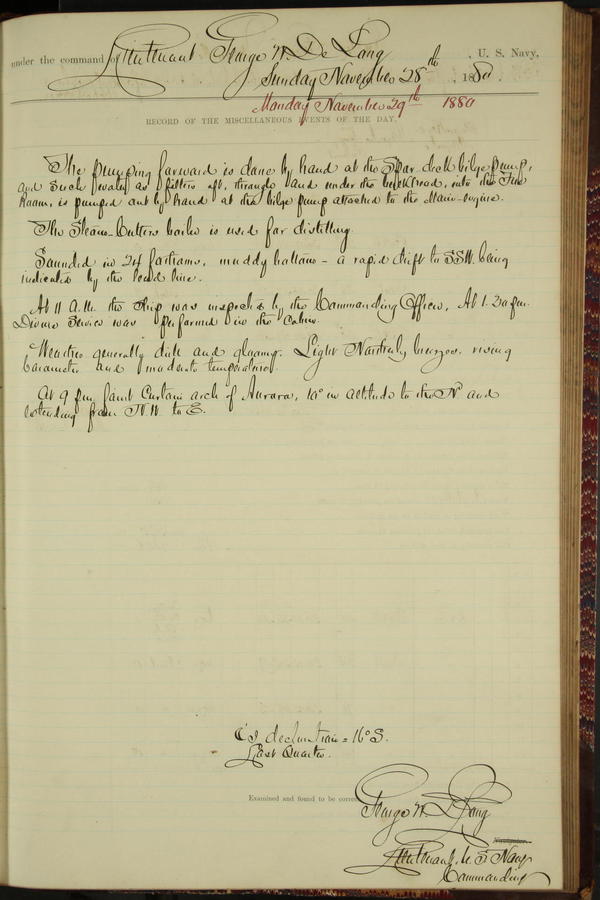 under the command of Lieutenant George W. De Long, U. S. Navy,
Sunday November 28th, 1880.
Monday November 29th 1880
RECORD OF THE MISCELLANEOUS EVENTS OF THE DAY.
The pumping forward is done by hand at the Spar deck bilge pump,
and such water as filters aft, through and under the bulkhead, into the Fire
Room, is pumped out by hand at the bilge pump attached to the Main-engine.
The Steam-Cutters boiler is used for distilling.
Sounded in 24 fathoms, muddy bottom - a rapid drift to SSW. being
indicated by the lead line.
At 11 A.M. the Ship was inspected by the Commanding Officer, At 1.30 p.m.
Divine Service was performed in the Cabin.
Weather generally dull and gloomy. Light Northerly breezes. rising
barometer and moderate temperature.
At 9 p.m. faint Curtain arch of Aurora, 10° in altitude to the Nd and
extending from N.W. to E.
☾'s declination = 16° S.
Last Quarter.
Examined and found to be correct.
George W. De Long
Lieutenant U. S. Navy
Commanding